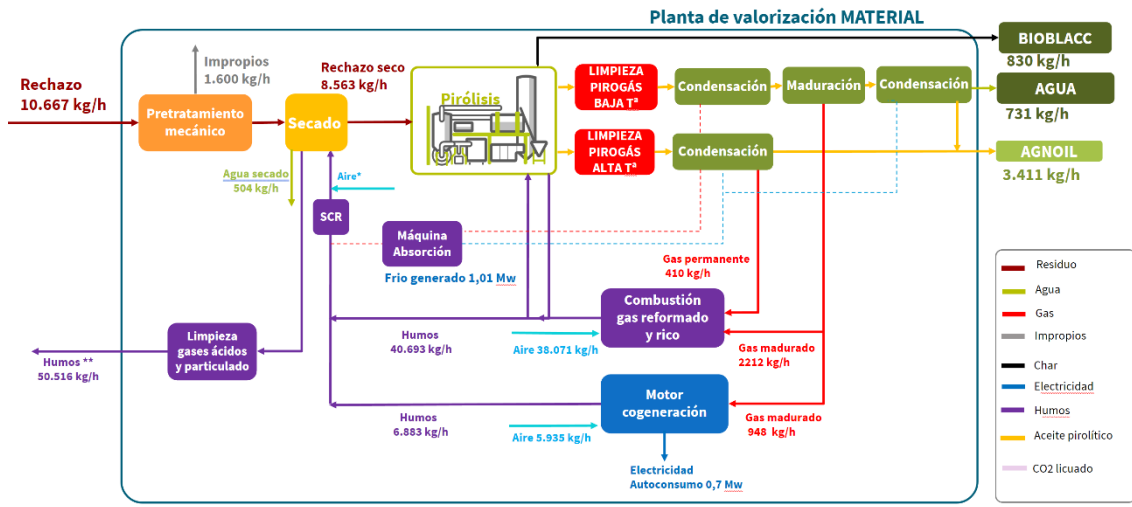 Planta de valorización MATERIAL
BIOBLACC
830 kg/h
Impropios
1.600 kg/h
Rechazo
10.667 kg/h
Rechazo seco
8.563 kg/h
Pretratamiento
mecánico
Secado
Pirólisis
LIMPIEZA
PIROGÁS
BAJA Tª
Condensación
Maduración
Condensación
AGUA
731 kg/h
LIMPIEZA
PIROGÁS
ALTA Tª
Condensación
AGNOIL
3.411 kg/h
Agua secado
504 kg/h
Aire*
SCR
Máquina
Absorción
Frio generado 1,01 Mw
Gas permanente
410 kg/h
Combustión
gas reformado
y rico
Humos
40.693 kg/h
Aire 38.071 kg/h
Gas madurado
2212 kg/h
Limpieza
gases ácidos
y particulado
Humos **
50.516 kg/h
Motor
cogeneración
Humos
6.883 kg/h
Aire 5.935 kg/h
Gas madurado
948 kg/h
Electricidad
Autoconsumo 0,7 Mw
Residuo
Agua
Gas
Impropios
Char
Electricidad
Humos
Aceite pirolítico
CO2 licuado